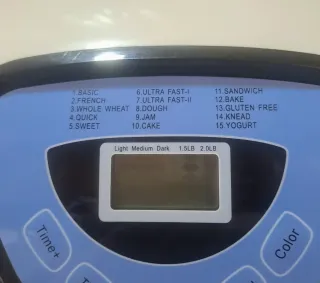 1.BASIC 6.ULTRA FAST-I 11.SANDWICH
2.FRENCH 7.ULTRA FAST-II 12.BAKE
3.WHOLE WHEAT 8.DOUGH 13.GLUTEN FREE
4.QUICK 9.JAM 14.KNEAD
5.SWEET 10.CAKE 15.YOGURT
Light Medium Dark 1.5LB 2.0LB
Time+
Color